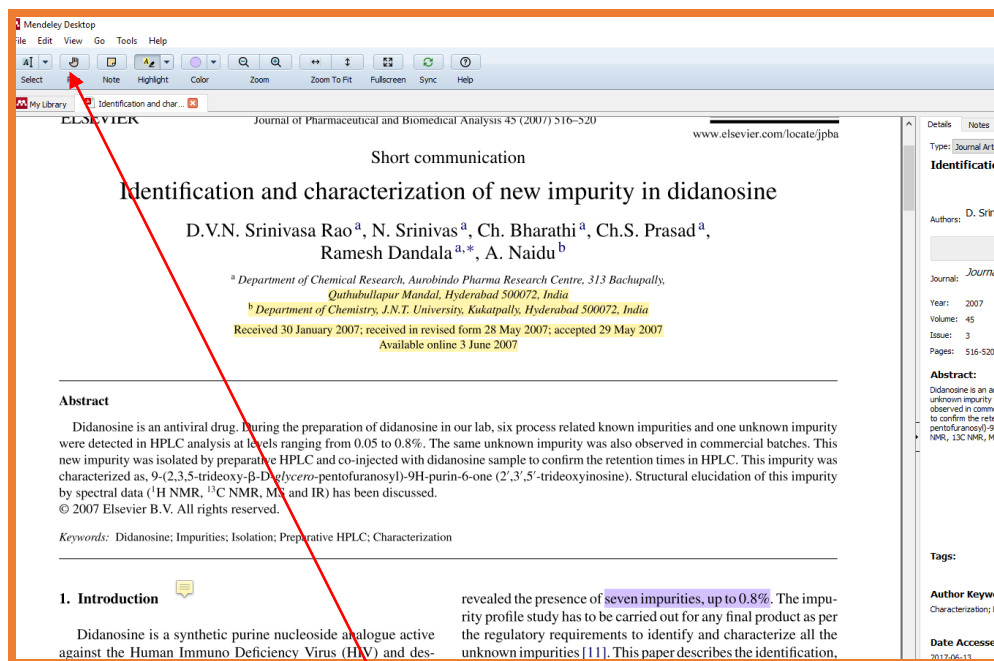 Mendeley Desktop
File Edit View Go Tools Help
Select Note Highlight Color Zoom Zoom To Fit Fullscreen Sync Help
My Library Identification and char...
ELSEVIER Journal of Pharmaceutical and Biomedical Analysis 45 (2007) 516–520
www.elsevier.com/locate/jpba
Short communication
Identification and characterization of new impurity in didanosine
D.V.N. Srinivasa Rao a, N. Srinivas a, Ch. Bharathi a, Ch.S. Prasad a,
Ramesh Dandala a,*, A. Naidu b
a Department of Chemical Research, Aurobindo Pharma Research Centre, 313 Bachupally,
Quthubullapur Mandal, Hyderabad 500072, India
b Department of Chemistry, J.N.T. University, Kukatpally, Hyderabad 500072, India
Received 30 January 2007; received in revised form 28 May 2007; accepted 29 May 2007
Available online 3 June 2007
Abstract
Didanosine is an antiviral drug. During the preparation of didanosine in our lab, six process related known impurities and one unknown impurity
were detected in HPLC analysis at levels ranging from 0.05 to 0.8%. The same unknown impurity was also observed in commercial batches. This
new impurity was isolated by preparative HPLC and co-injected with didanosine sample to confirm the retention times in HPLC. This impurity was
characterized as, 9-(2,3,5-trideoxy-β-D-glycero-pentofuranosyl)-9H-purin-6-one (2′,3′,5′-trideoxyinosine). Structural elucidation of this impurity
by spectral data (¹H NMR, ¹³C NMR, MS and IR) has been discussed.
© 2007 Elsevier B.V. All rights reserved.
Keywords: Didanosine; Impurities; Isolation; Preparative HPLC; Characterization
1. Introduction
Didanosine is a synthetic purine nucleoside analogue active
against the Human Immuno Deficiency Virus (HIV) and des-
revealed the presence of seven impurities, up to 0.8%. The impu-
rity profile study has to be carried out for any final product as per
the regulatory requirements to identify and characterize all the
unknown impurities [11]. This paper describes the identification,
Details Notes
Type: Journal Art
Identificatio
Authors: D. Srin
Journal: Journa
Year: 2007
Volume: 45
Issue: 3
Pages: 516-520
Abstract:
Didanosine is an a
unknown impurity
observed in comm
to confirm the rete
pentofuranosyl)-9
NMR, 13C NMR, M
Tags:
Author Keyw
Characterization; 
Date Accesse
2017-06-13